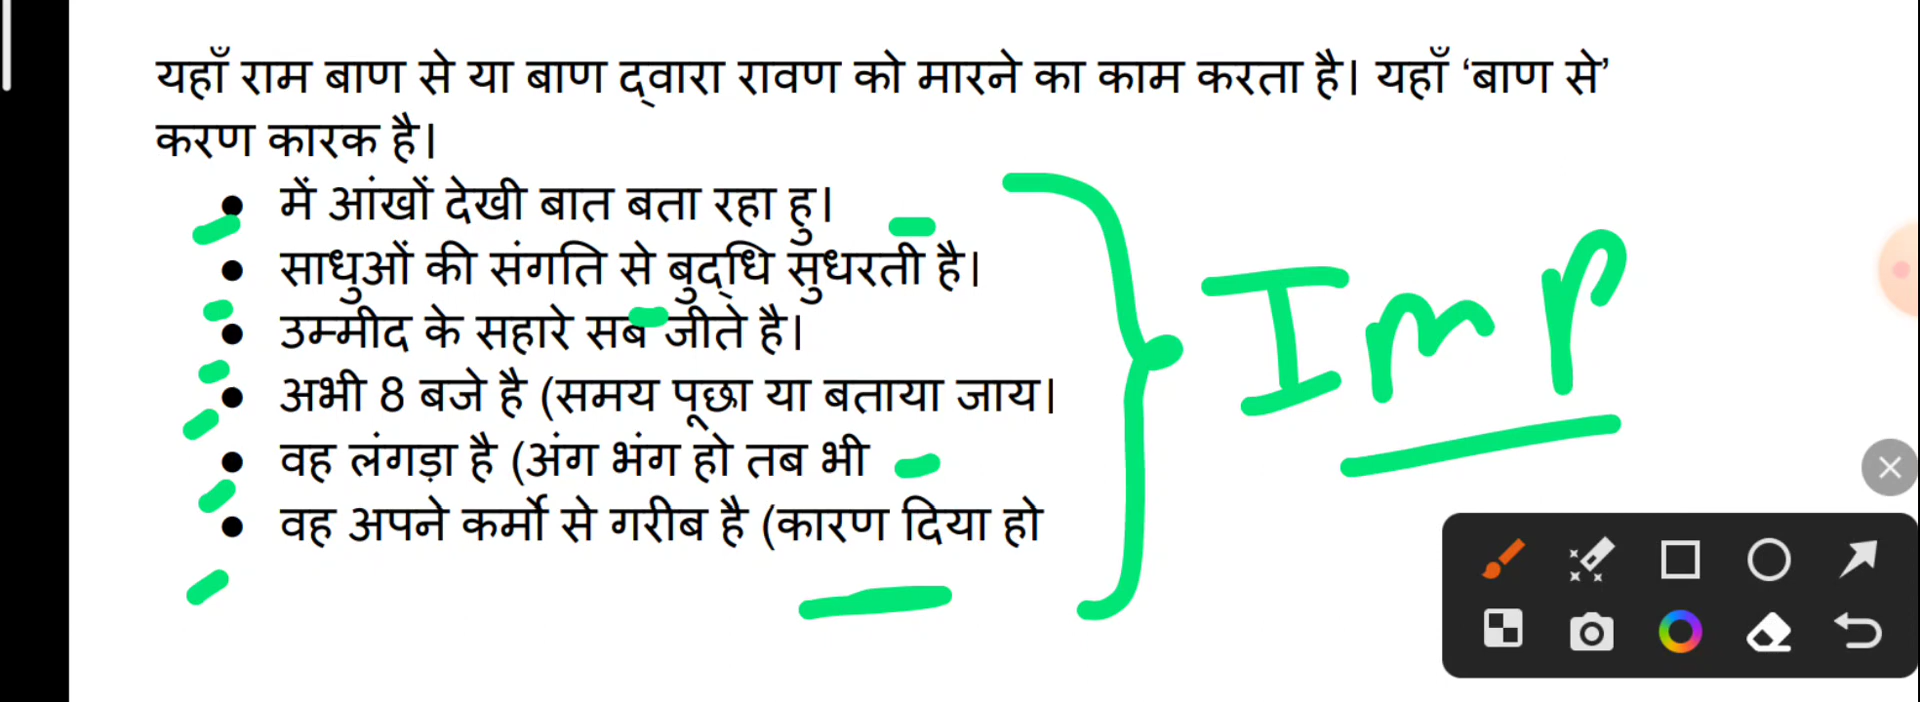 यहाँ राम बाण से या बाण द्वारा रावण को मारने का काम करता है। यहाँ ‘बाण से’
करण कारक है।
● में आंखों देखी बात बता रहा हु।
● साधुओं की संगति से बुद्धि सुधरती है।
● उम्मीद के सहारे सब जीते है।
● अभी 8 बजे है (समय पूछा या बताया जाय।
● वह लंगड़ा है (अंग भंग हो तब भी
● वह अपने कर्मो से गरीब है (कारण दिया हो
Imp